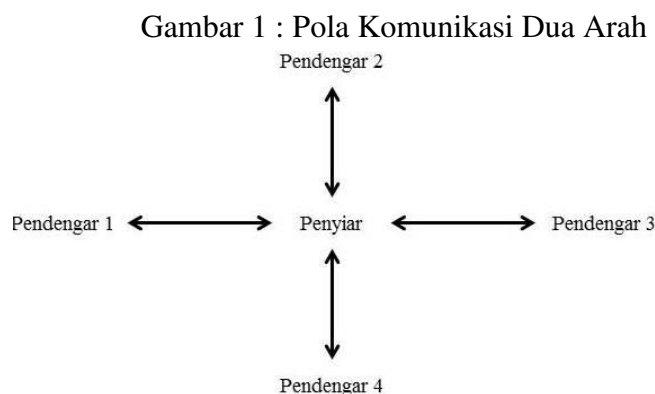 Gambar 1 : Pola Komunikasi Dua Arah
Pendengar 2
Pendengar 1 Penyiar Pendengar 3
Pendengar 4